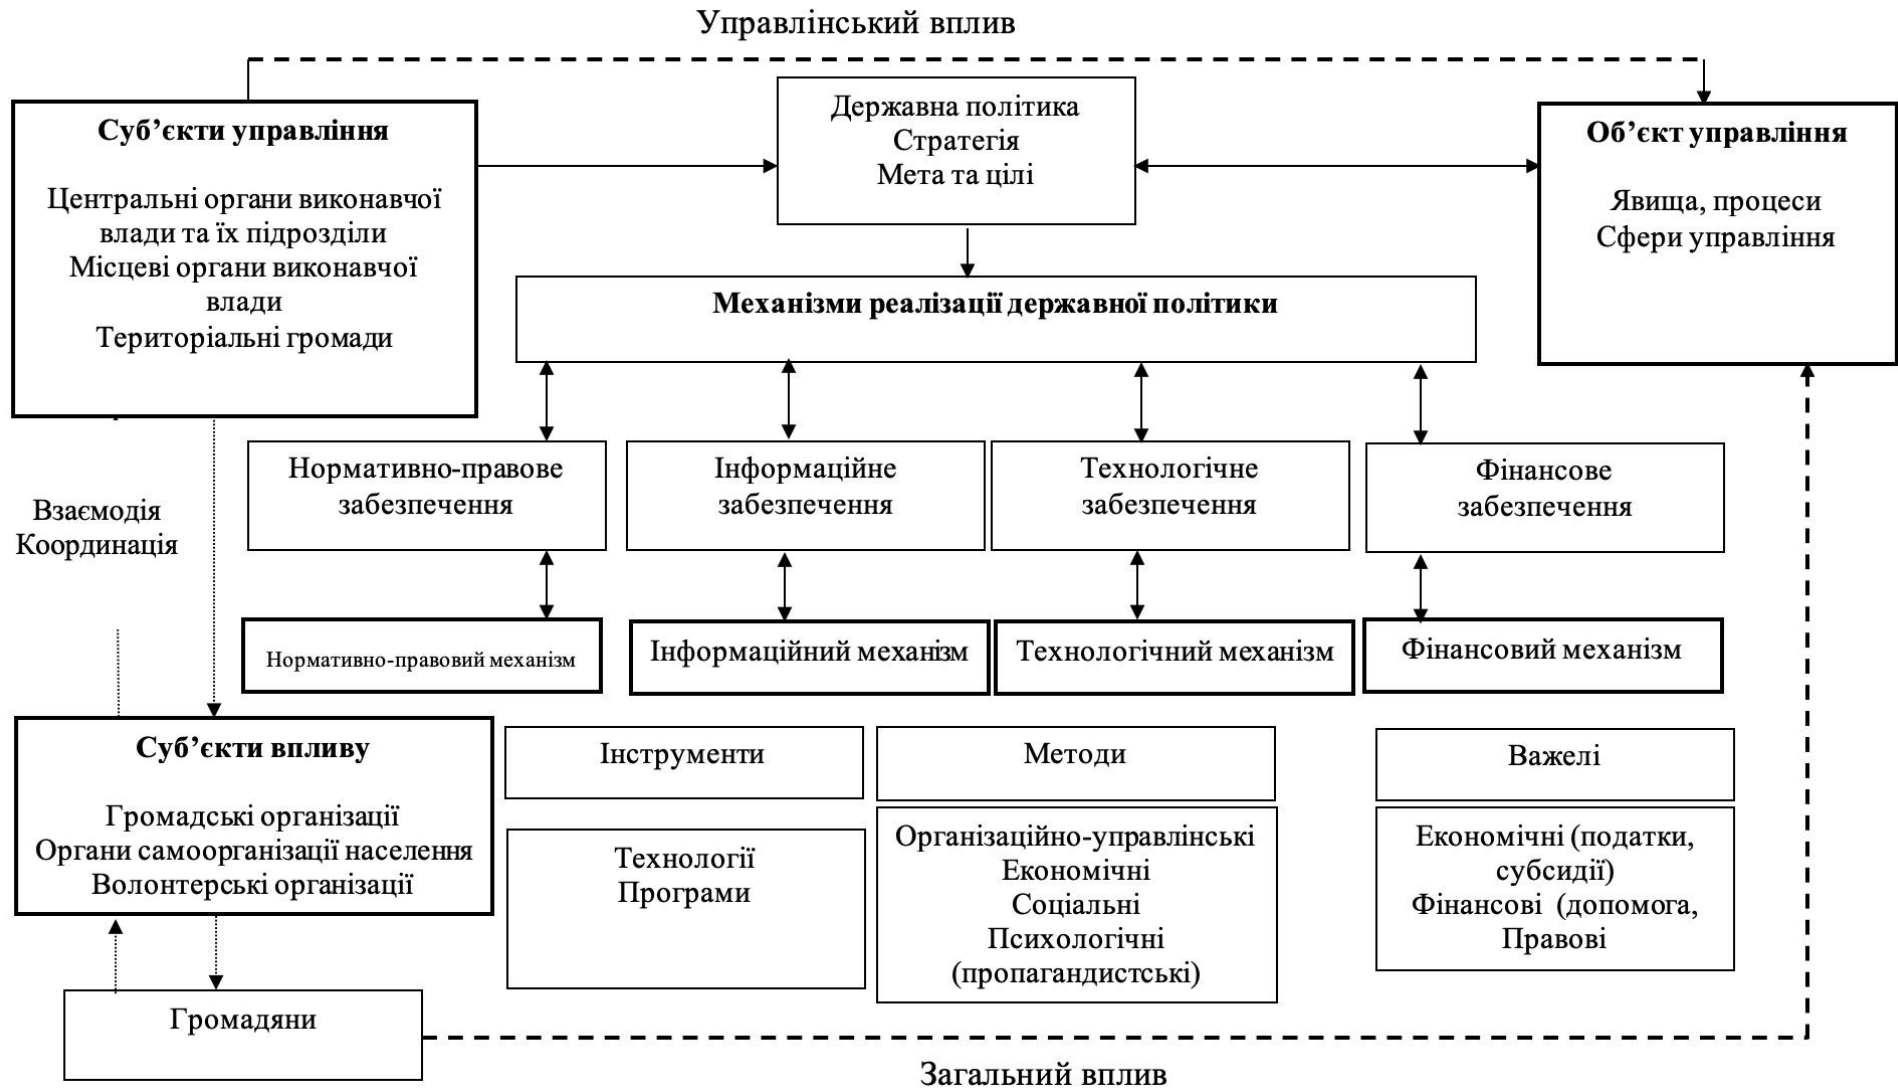 Управлінський вплив
Суб’єкти управління
Центральні органи виконавчої
влади та їх підрозділи
Місцеві органи виконавчої
влади
Територіальні громади
Державна політика
Стратегія
Мета та цілі
Об’єкт управління
Явища, процеси
Сфери управління
Механізми реалізації державної політики
Взаємодія
Координація
Нормативно-правове
забезпечення
Інформаційне
забезпечення
Технологічне
забезпечення
Фінансове
забезпечення
Нормативно-правовий механізм
Інформаційний механізм
Технологічний механізм
Фінансовий механізм
Суб’єкти впливу
Громадські організації
Органи самоорганізації населення
Волонтерські організації
Інструменти
Технології
Програми
Методи
Організаційно-управлінські
Економічні
Соціальні
Психологічні
(пропагандистські)
Важелі
Економічні (податки,
субсидії)
Фінансові (допомога,
Правові
Громадяни
Загальний вплив